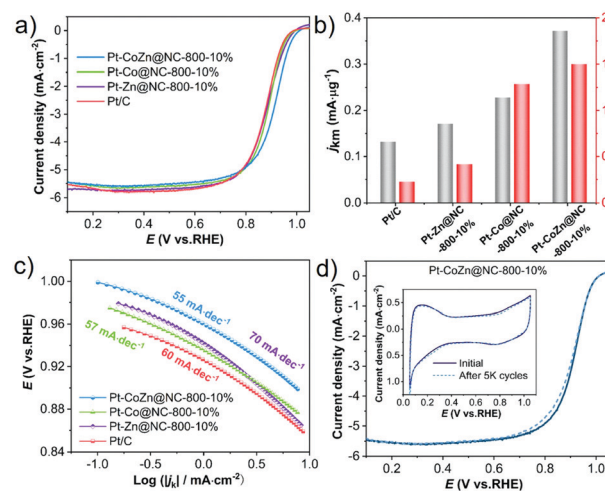 a)
Pt-CoZn@NC-800-10%
Pt-Co@NC-800-10%
Pt-Zn@NC-800-10%
Pt/C
Current density (mA·cm⁻²)
0
-1
-2
-3
-4
-5
-6
0.2 0.4 0.6 0.8 1.0
E (V vs.RHE)
b)
jkm (mA·μg⁻¹)
0.4
0.3
0.2
0.1
0.0
Pt/C
Pt-Zn@NC
-800-10%
Pt-Co@NC
-800-10%
Pt-CoZn@NC
-800-10%
c)
E (V vs.RHE)
1.00
0.96
0.92
0.88
0.84
55 mA·dec⁻¹
70 mA·dec⁻¹
57 mA·dec⁻¹
60 mA·dec⁻¹
Pt-CoZn@NC-800-10%
Pt-Co@NC-800-10%
Pt-Zn@NC-800-10%
Pt/C
-1.0 -0.5 0.0 0.5 1.0
Log (|jk| / mA·cm⁻²)
d)
Pt-CoZn@NC-800-10%
Current density (mA·cm⁻²)
0
-1
-2
-3
-4
-5
-6
Current density (mA·cm⁻²)
0.5
0.0
0.5
1.0
Initial
After 5K cycles
0.0 0.2 0.4 0.6 0.8 1.0
E (V vs.RHE)
0.2 0.4 0.6 0.8 1.0
E (V vs.RHE)